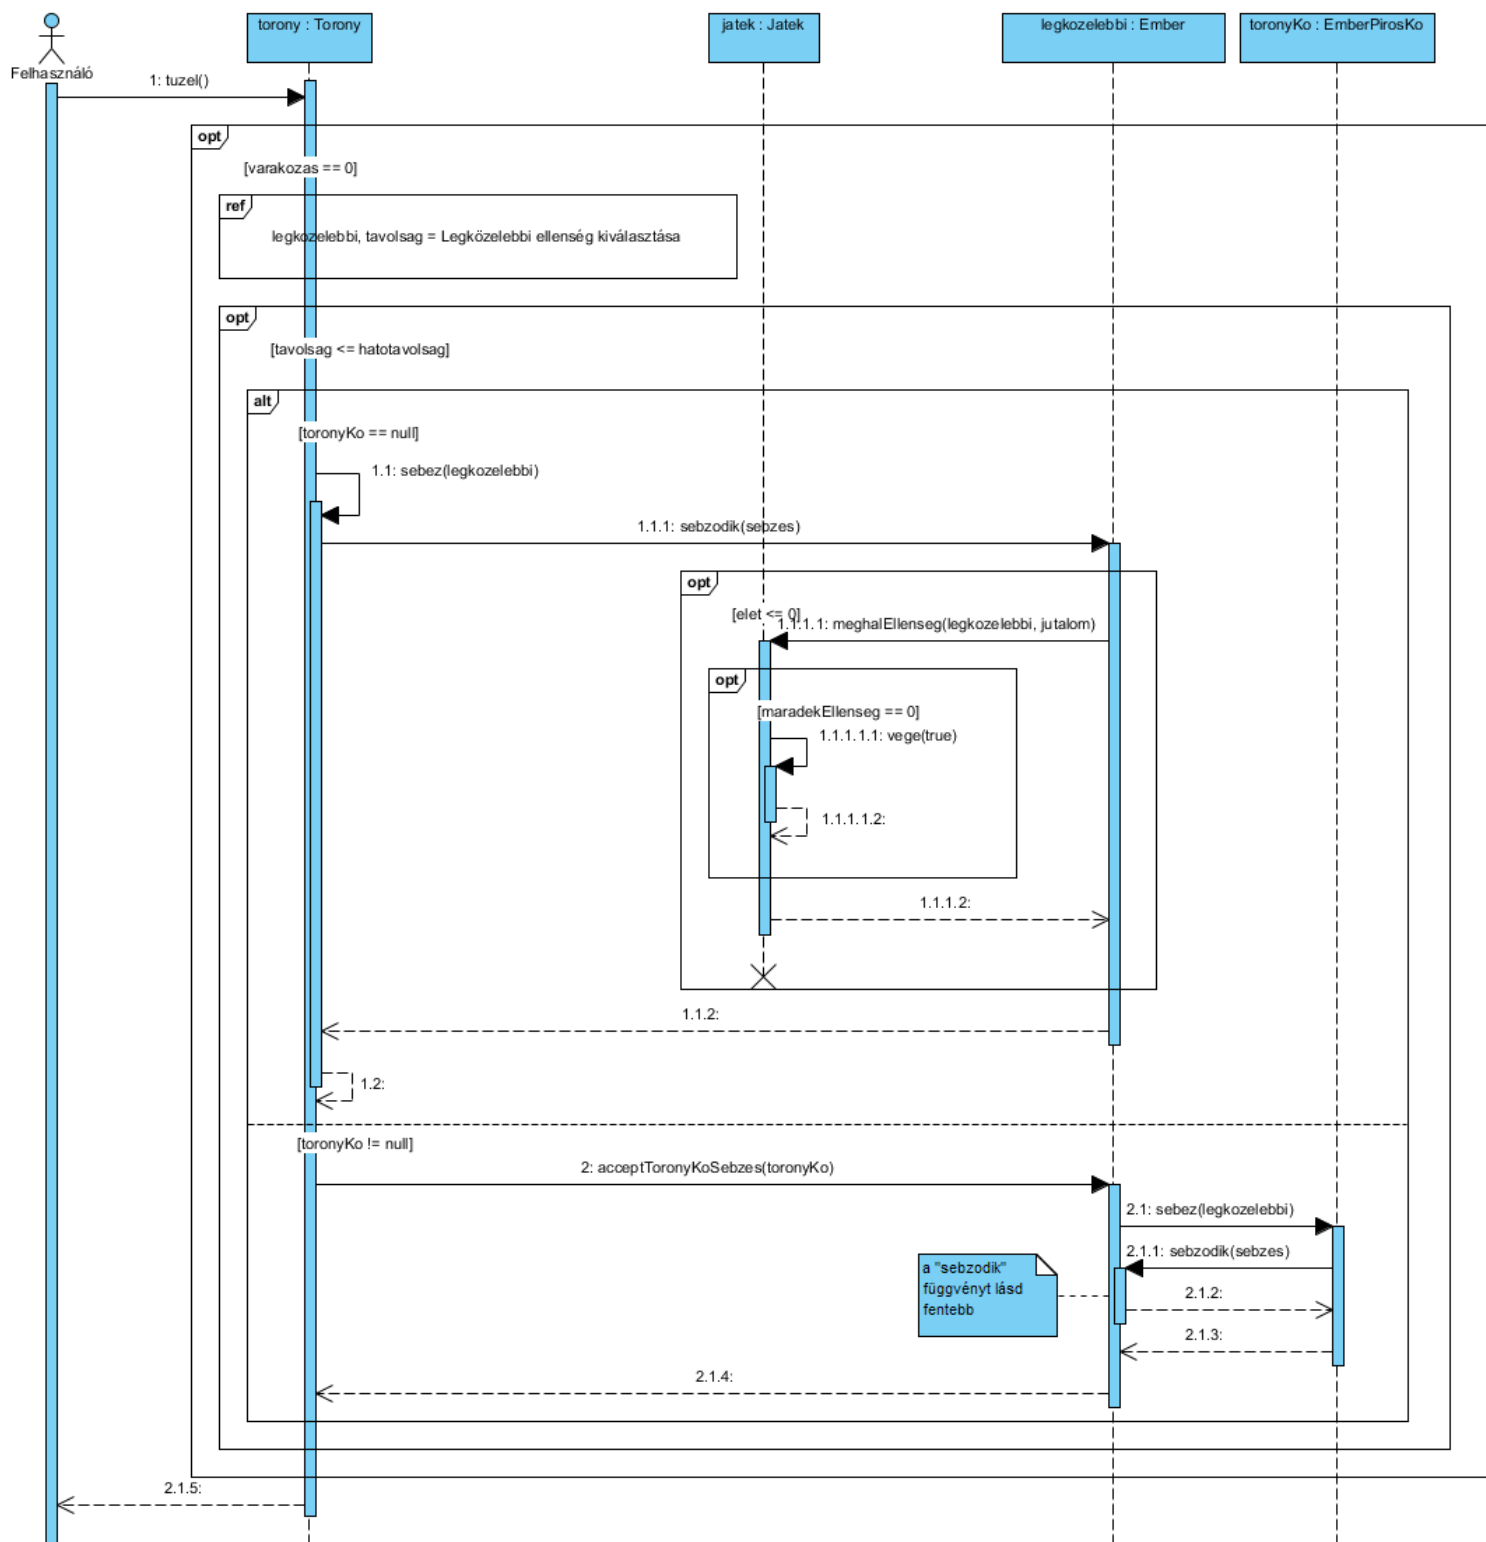 torony : Torony
jatek : Jatek
legkozelebbi : Ember
toronyKo : EmberPirosKo
Felhasználó
1: tuzel()
opt
[varakozas == 0]
ref
legkozelebbi, tavolsag = Legközelebbi ellenség kiválasztása
opt
[tavolsag <= hatotavolsag]
alt
[toronyKo == null]
1.1: sebez(legkozelebbi)
1.1.1: sebzodik(sebzes)
opt
[elet <= 0]
1.1.1.1: meghalEllenseg(legkozelebbi, jutalom)
opt
[maradekEllenseg == 0]
1.1.1.1.1: vege(true)
1.1.1.1.2:
1.1.1.2:
1.1.2:
1.2:
[toronyKo != null]
2: acceptToronyKoSebzes(toronyKo)
2.1: sebez(legkozelebbi)
2.1.1: sebzodik(sebzes)
a "sebzodik"
függvényt lásd
fentebb
2.1.2:
2.1.3:
2.1.4:
2.1.5: